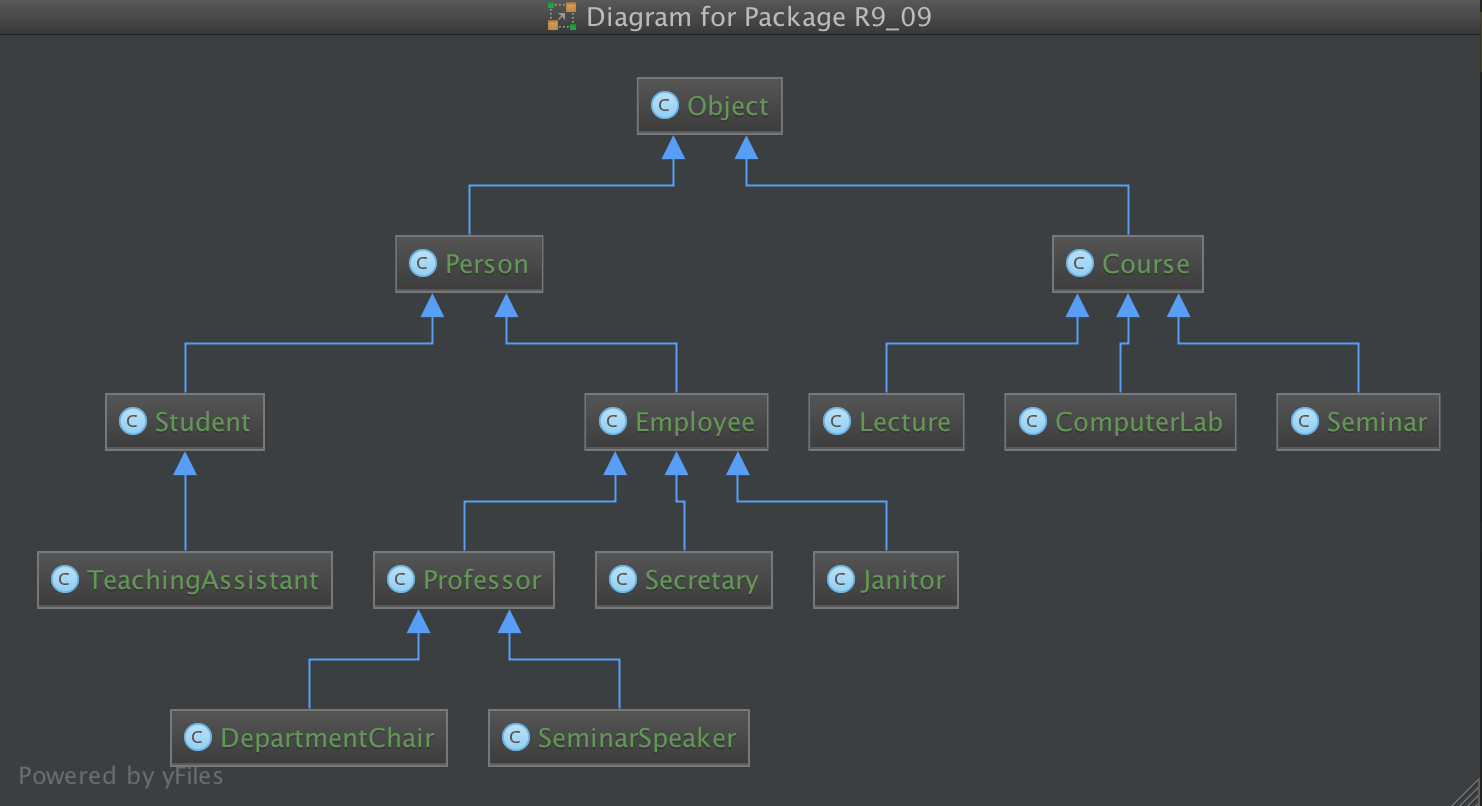 Diagram for Package R9_09
C Object
C Person
C Course
C Student
C Employee
C Lecture
C ComputerLab
C Seminar
C TeachingAssistant
C Professor
C Secretary
C Janitor
C DepartmentChair
C SeminarSpeaker
Powered by yFiles